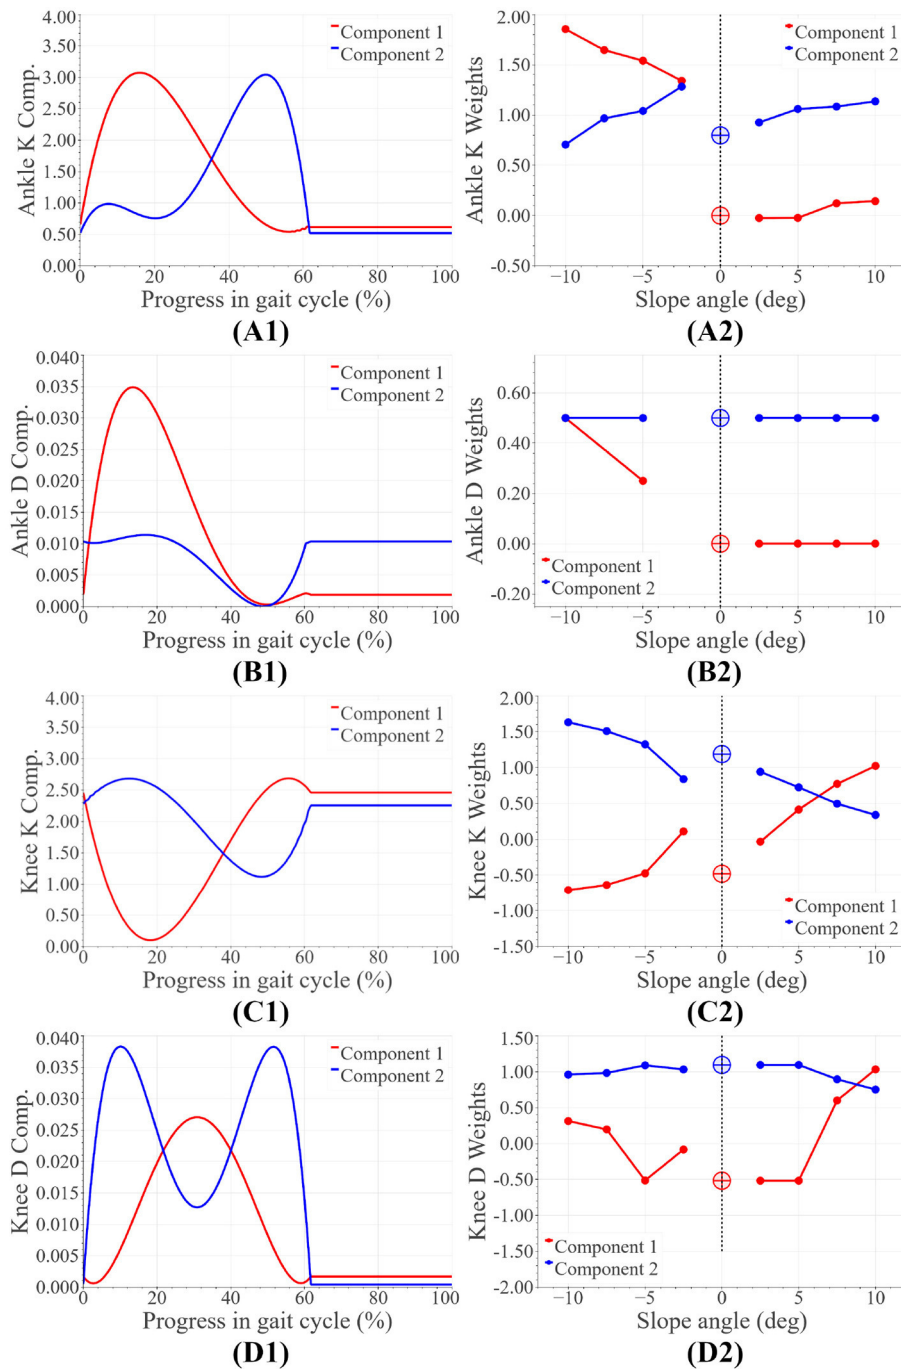 4.00
3.50
3.00
2.50
2.00
1.50
1.00
0.50
0.00
Ankle K Comp.
Component 1
Component 2
0 20 40 60 80 100
Progress in gait cycle (%)
(A1)
2.00
1.50
1.00
0.50
0.00
-0.50
Ankle K Weights
Component 1
Component 2
−10 −5 0 5 10
Slope angle (deg)
(A2)
0.040
0.035
0.030
0.025
0.020
0.015
0.010
0.005
0.000
Ankle D Comp.
Component 1
Component 2
0 20 40 60 80 100
Progress in gait cycle (%)
(B1)
0.60
0.40
0.20
0.00
-0.20
Ankle D Weights
Component 1
Component 2
−10 −5 0 5 10
Slope angle (deg)
(B2)
4.00
3.50
3.00
2.50
2.00
1.50
1.00
0.50
0.00
Knee K Comp.
Component 1
Component 2
0 20 40 60 80 100
Progress in gait cycle (%)
(C1)
2.00
1.50
1.00
0.50
0.00
-0.50
-1.00
-1.50
Knee K Weights
Component 1
Component 2
−10 −5 0 5 10
Slope angle (deg)
(C2)
0.040
0.035
0.030
0.025
0.020
0.015
0.010
0.005
0.000
Knee D Comp.
Component 1
Component 2
0 20 40 60 80 100
Progress in gait cycle (%)
(D1)
1.50
1.00
0.50
0.00
-0.50
-1.00
-1.50
-2.00
Knee D Weights
Component 1
Component 2
−10 −5 0 5 10
Slope angle (deg)
(D2)